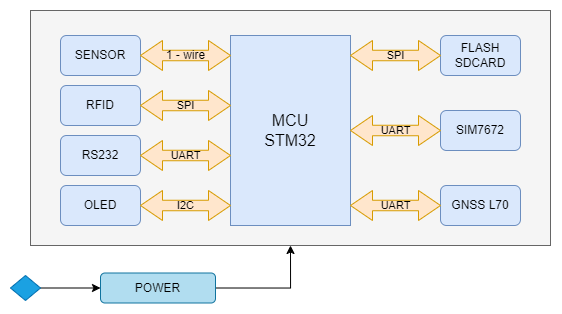 SENSOR
1 - wire
RFID
SPI
RS232
UART
OLED
I2C
MCU
STM32
SPI
FLASH
SDCARD
UART
SIM7672
UART
GNSS L70
POWER